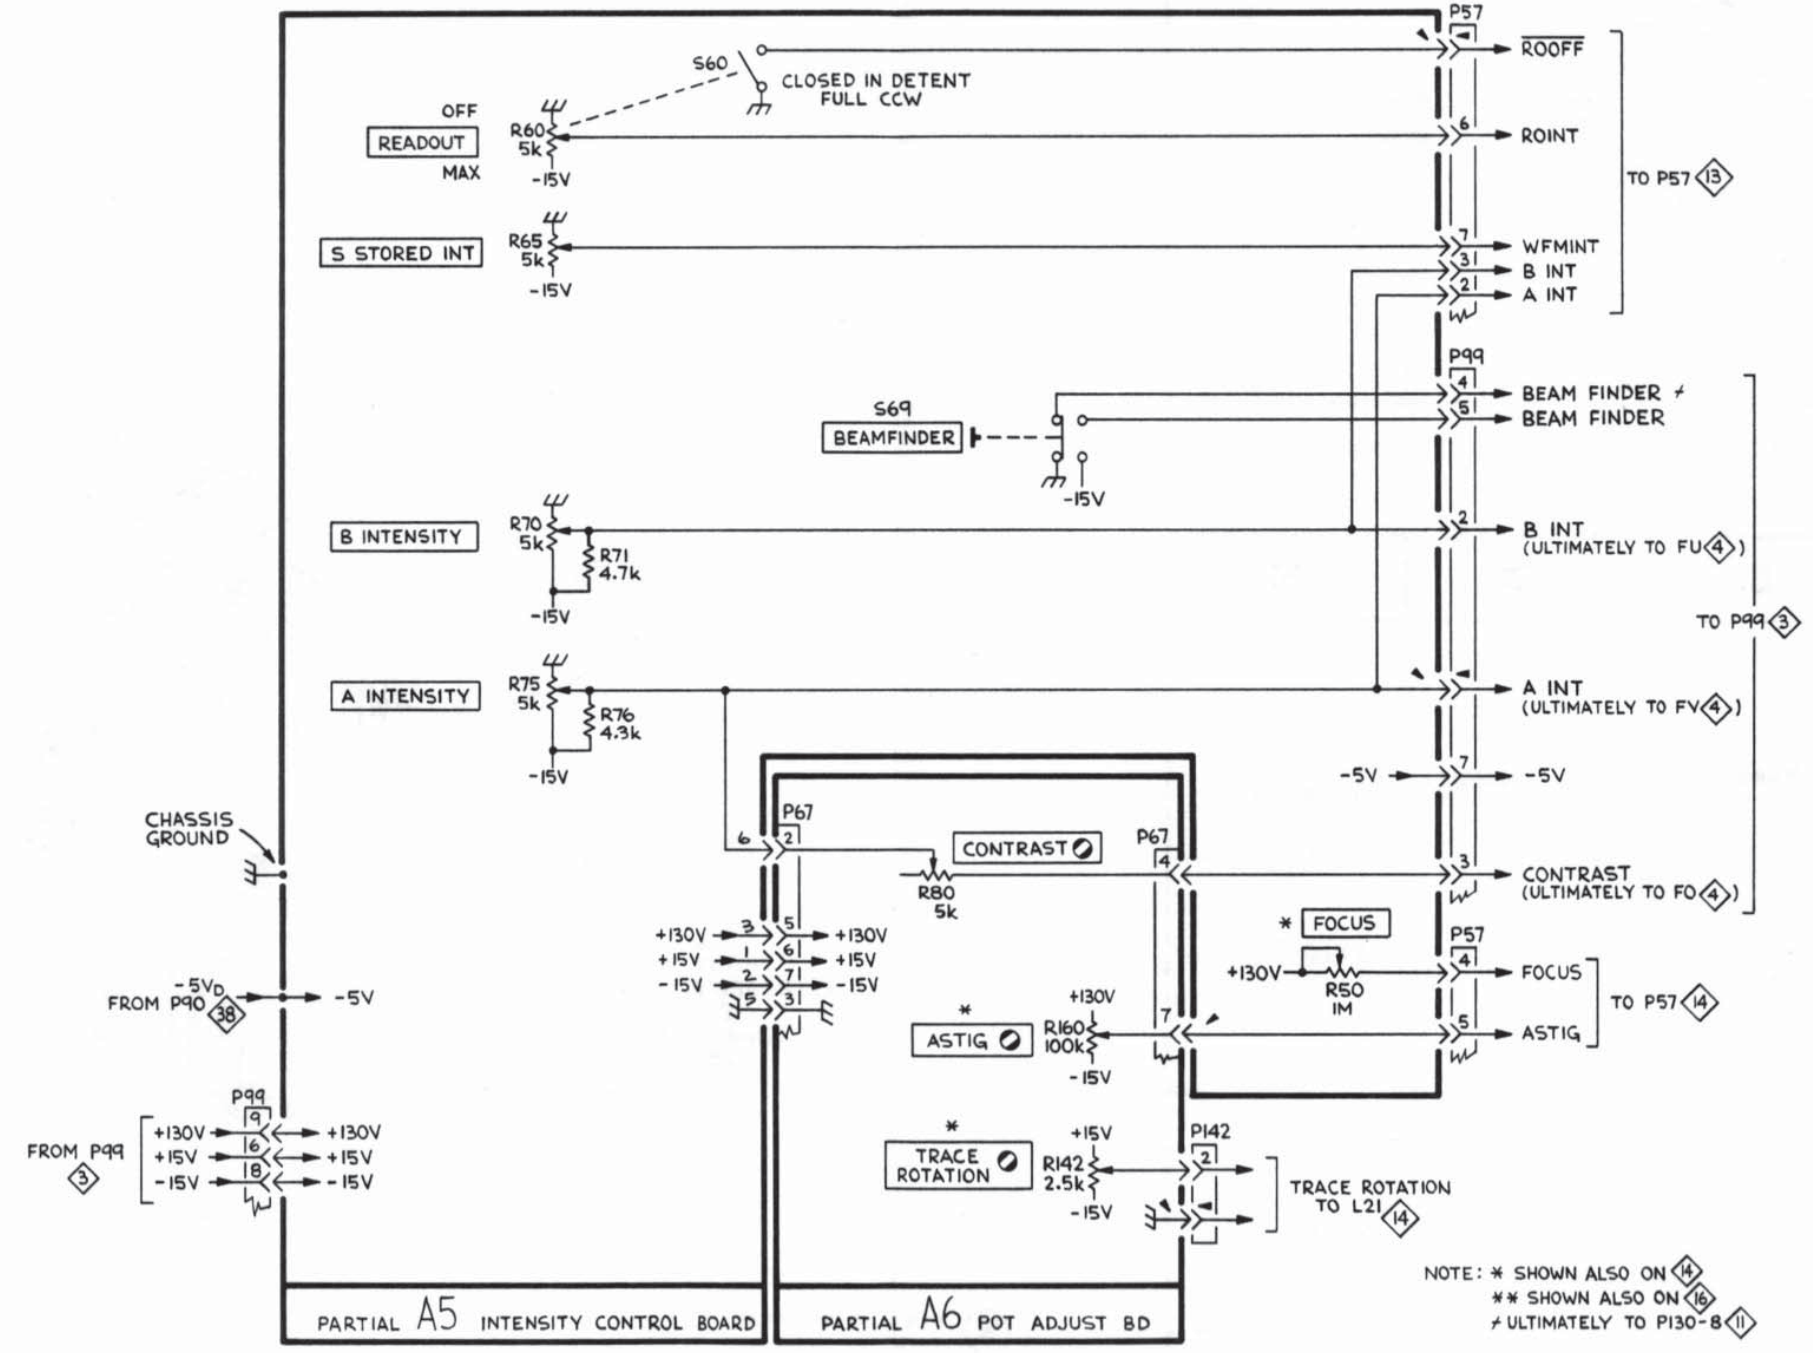 P57
ROOFF
S60
CLOSED IN DETENT
FULL CCW
OFF
READOUT
MAX
R60
5k
-15V
6
ROINT
TO P57 13
S STORED INT
R65
5k
-15V
7
WFMINT
3
B INT
2
A INT
P99
4
BEAM FINDER ≠
5
BEAM FINDER
S69
BEAMFINDER
-15V
B INTENSITY
R70
5k
R71
4.7k
-15V
2
B INT
(ULTIMATELY TO FU 4)
TO P99 3
A INTENSITY
R75
5k
R76
4.3k
-15V
A INT
(ULTIMATELY TO FV 4)
-5V
7
-5V
CHASSIS
GROUND
P67
6
2
CONTRAST
R80
5k
P67
4
3
CONTRAST
(ULTIMATELY TO FO 4)
+130V 3 5 +130V
+15V 1 6 +15V
-15V 2 7 -15V
5 3
* FOCUS
+130V
R50
1M
P57
4
FOCUS
TO P57 14
5
ASTIG
-5VD
FROM P90 38
-5V
*
ASTIG
+130V
R160
100k
-15V
7
P99
FROM P99
3
+130V 9 +130V
+15V 16 +15V
-15V 18 -15V
*
TRACE
ROTATION
+15V
R142
2.5k
-15V
P142
2
TRACE ROTATION
TO L21 14
PARTIAL A5 INTENSITY CONTROL BOARD
PARTIAL A6 POT ADJUST BD
NOTE: * SHOWN ALSO ON 14
** SHOWN ALSO ON 16
≠ ULTIMATELY TO P130-8 11